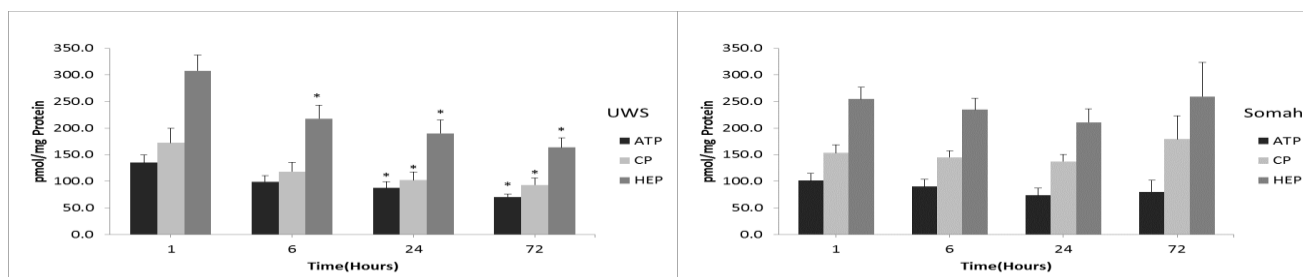 350.0
300.0
250.0
200.0
150.0
100.0
50.0
0.0
pmol/mg Protein
*
*
*
*
*
*
*
*
1
6
24
72
Time(Hours)
UWS
ATP
CP
HEP
350.0
300.0
250.0
200.0
150.0
100.0
50.0
0.0
pmol/mg Protein
1
6
24
72
Time(Hours)
Somah
ATP
CP
HEP